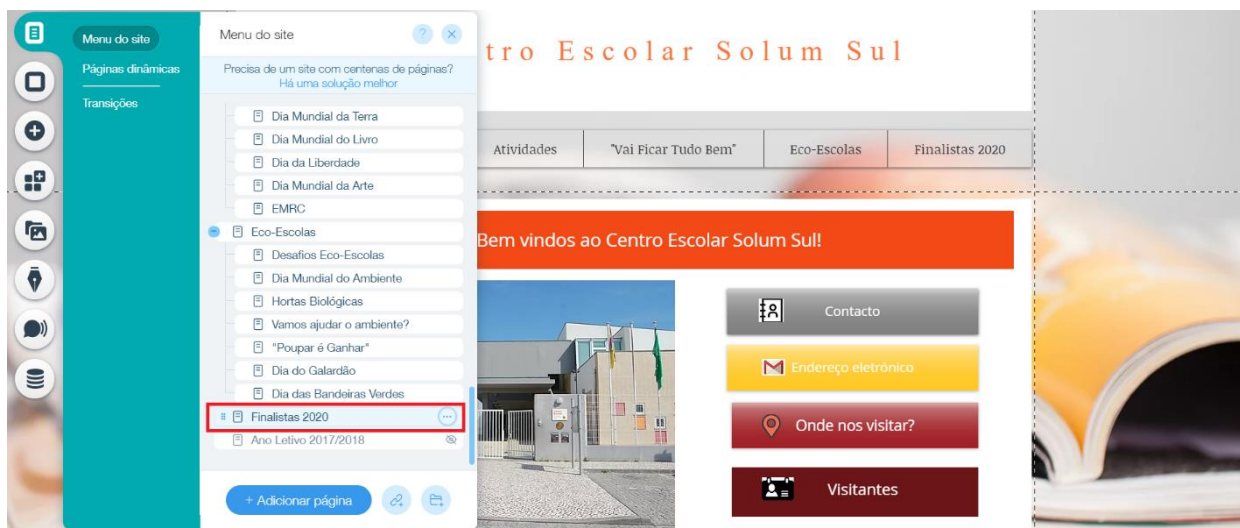 Menu do site
Páginas dinâmicas
Transições
Menu do site
?
Precisa de um site com centenas de páginas?
Há uma solução melhor
Dia Mundial da Terra
Dia Mundial do Livro
Dia da Liberdade
Dia Mundial da Arte
EMRC
Eco-Escolas
Desafios Eco-Escolas
Dia Mundial do Ambiente
Hortas Biológicas
Vamos ajudar o ambiente?
"Poupar é Ganhar"
Dia do Galardão
Dia das Bandeiras Verdes
Finalistas 2020
Ano Letivo 2017/2018
+ Adicionar página
tro Escolar Solum Sul
Atividades "Vai Ficar Tudo Bem" Eco-Escolas Finalistas 2020
Bem vindos ao Centro Escolar Solum Sul!
Contacto
Endereço eletrónico
Onde nos visitar?
Visitantes